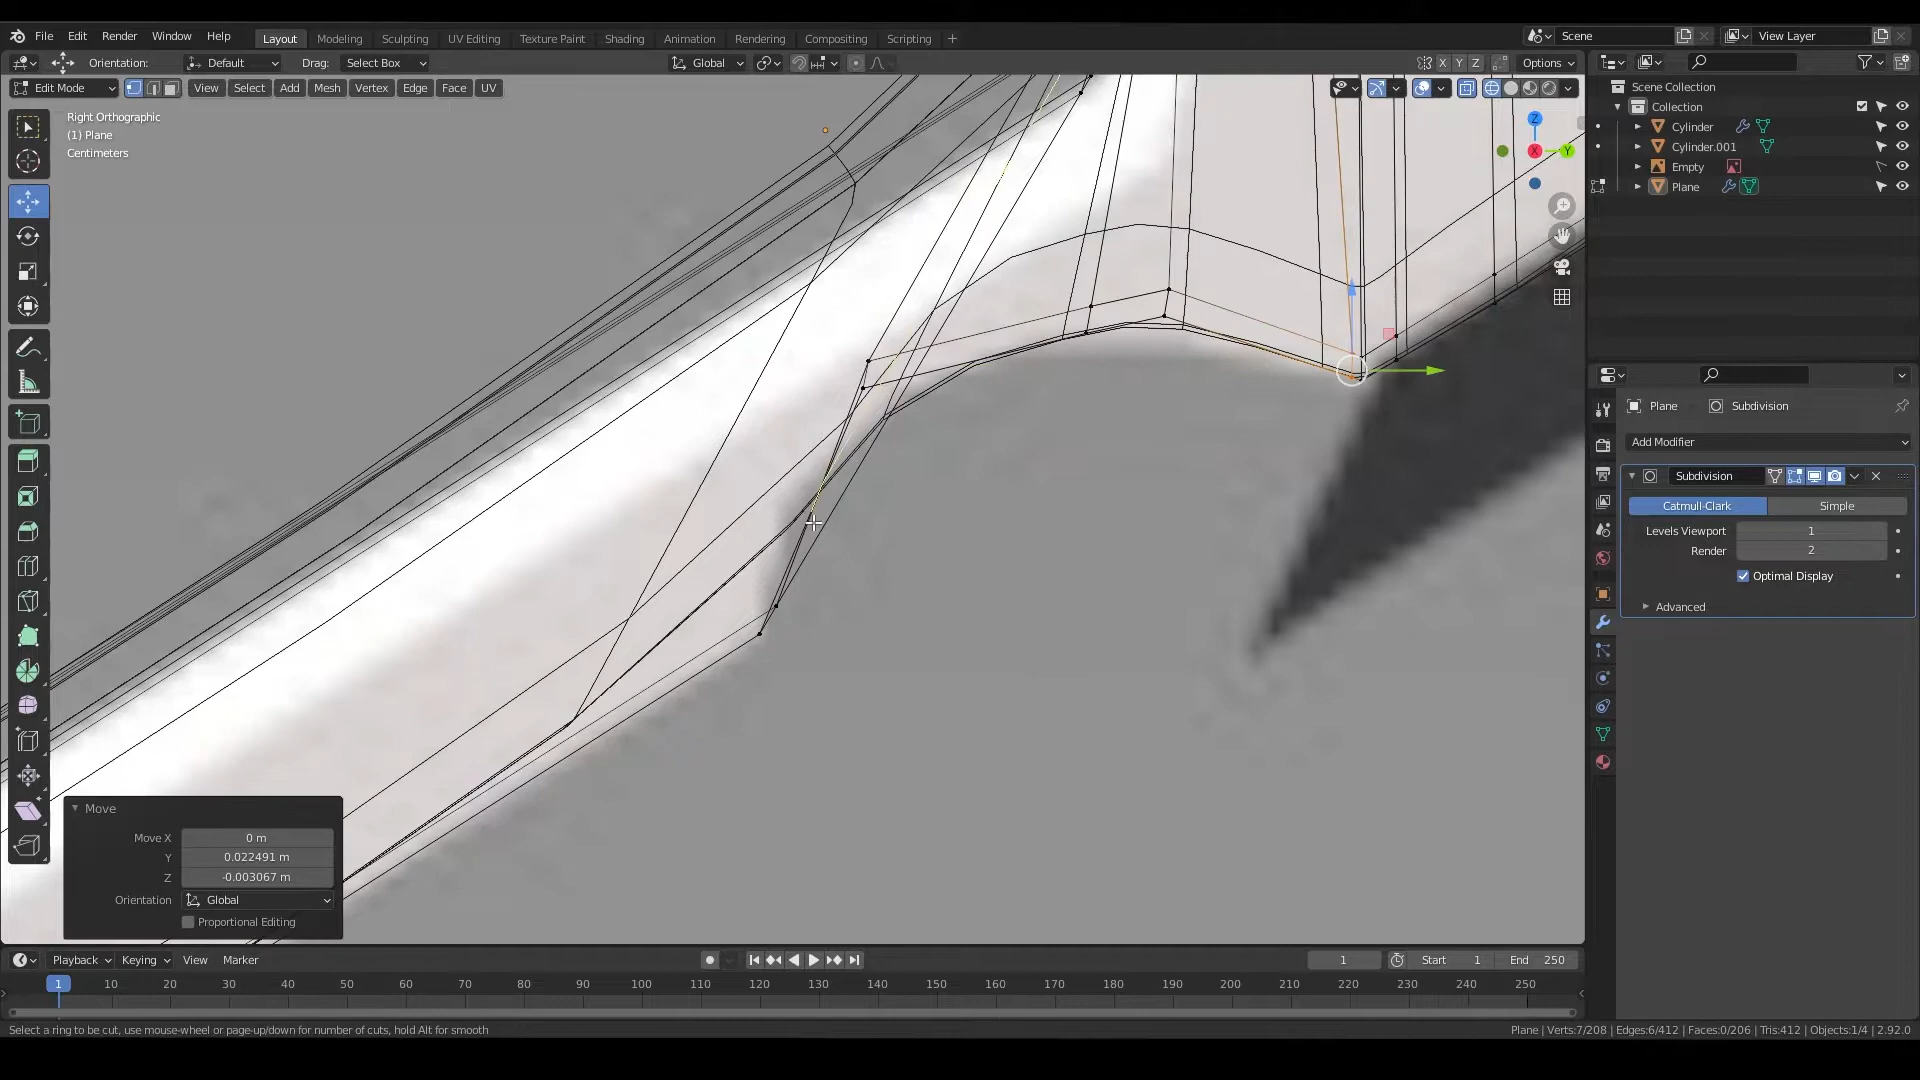 File Edit Render Window Help Layout Modeling Sculpting UV Editing Texture Paint Shading Animation Rendering Compositing Scripting + Scene View Layer
Orientation: Default Drag: Select Box Global X Y Z Options
Edit Mode View Select Add Mesh Vertex Edge Face UV
Right Orthographic
(1) Plane
Centimeters
Z
X
Y
Scene Collection
Collection
Cylinder
Cylinder.001
Empty
Plane
Plane Subdivision
Add Modifier
Subdivision
Catmull-Clark Simple
Levels Viewport 1
Render 2
Optimal Display
Advanced
Move
Move X 0 m
Y 0.022491 m
Z -0.003067 m
Orientation Global
Proportional Editing
Playback Keying View Marker 1 Start 1 End 250
1 10 20 30 40 50 60 70 80 90 100 110 120 130 140 150 160 170 180 190 200 210 220 230 240 250
Select a ring to be cut, use mouse-wheel or page-up/down for number of cuts, hold Alt for smooth
Plane | Verts:7/208 | Edges:6/412 | Faces:0/206 | Tris:412 | Objects:1/4 | 2.92.0